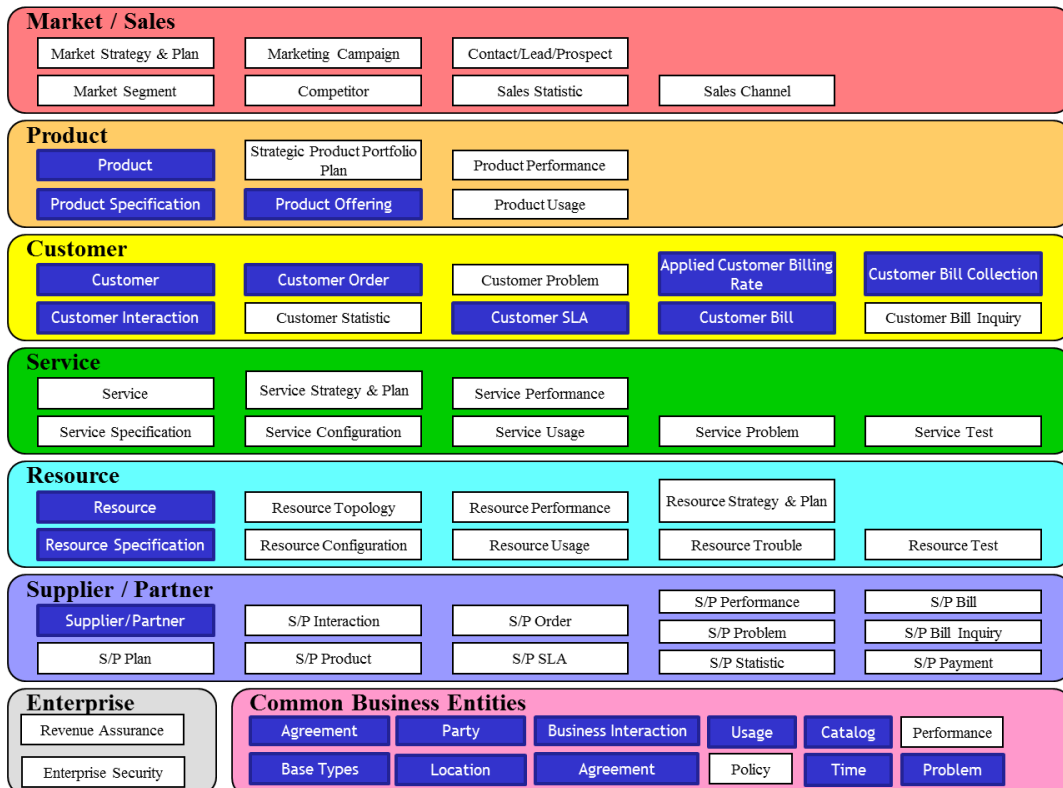 Market / Sales
Market Strategy & Plan
Marketing Campaign
Contact/Lead/Prospect
Market Segment
Competitor
Sales Statistic
Sales Channel
Product
Product
Strategic Product Portfolio
Plan
Product Performance
Product Specification
Product Offering
Product Usage
Customer
Customer
Customer Order
Customer Problem
Applied Customer Billing
Rate
Customer Bill Collection
Customer Interaction
Customer Statistic
Customer SLA
Customer Bill
Customer Bill Inquiry
Service
Service
Service Strategy & Plan
Service Performance
Service Specification
Service Configuration
Service Usage
Service Problem
Service Test
Resource
Resource
Resource Topology
Resource Performance
Resource Strategy & Plan
Resource Specification
Resource Configuration
Resource Usage
Resource Trouble
Resource Test
Supplier / Partner
Supplier/Partner
S/P Interaction
S/P Order
S/P Performance
S/P Bill
S/P Problem
S/P Bill Inquiry
S/P Plan
S/P Product
S/P SLA
S/P Statistic
S/P Payment
Enterprise
Revenue Assurance
Enterprise Security
Common Business Entities
Agreement
Party
Business Interaction
Usage
Catalog
Performance
Base Types
Location
Agreement
Policy
Time
Problem